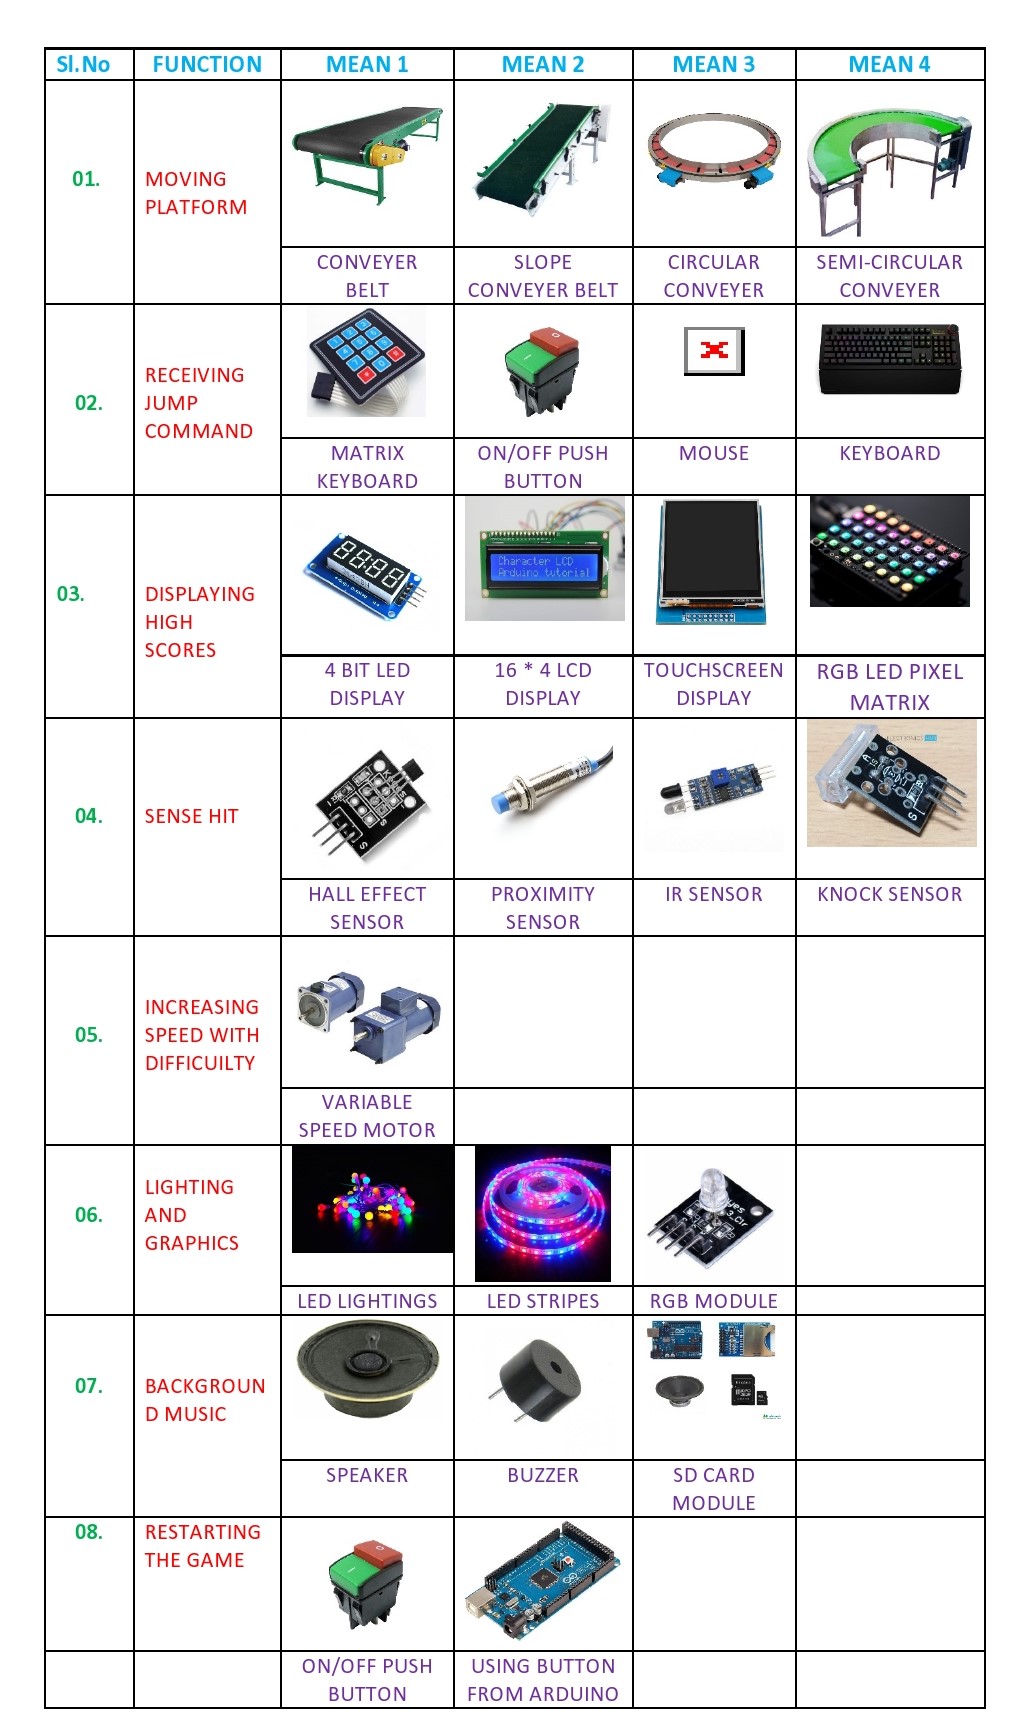 Sl.No FUNCTION MEAN 1 MEAN 2 MEAN 3 MEAN 4
01.
MOVING
PLATFORM
CONVEYER
BELT
SLOPE
CONVEYER BELT
CIRCULAR
CONVEYER
SEMI-CIRCULAR
CONVEYER
02.
RECEIVING
JUMP
COMMAND
MATRIX
KEYBOARD
ON/OFF PUSH
BUTTON
MOUSE
KEYBOARD
03.
DISPLAYING
HIGH
SCORES
Character LCD
Arduino tutorial
4 BIT LED
DISPLAY
16 * 4 LCD
DISPLAY
TOUCHSCREEN
DISPLAY
RGB LED PIXEL
MATRIX
04.
SENSE HIT
HALL EFFECT
SENSOR
PROXIMITY
SENSOR
IR SENSOR
KNOCK SENSOR
05.
INCREASING
SPEED WITH
DIFFICUILTY
VARIABLE
SPEED MOTOR
06.
LIGHTING
AND
GRAPHICS
LED LIGHTINGS
LED STRIPES
RGB MODULE
07.
BACKGROUN
D MUSIC
SPEAKER
BUZZER
SD CARD
MODULE
08.
RESTARTING
THE GAME
ON/OFF PUSH
BUTTON
USING BUTTON
FROM ARDUINO